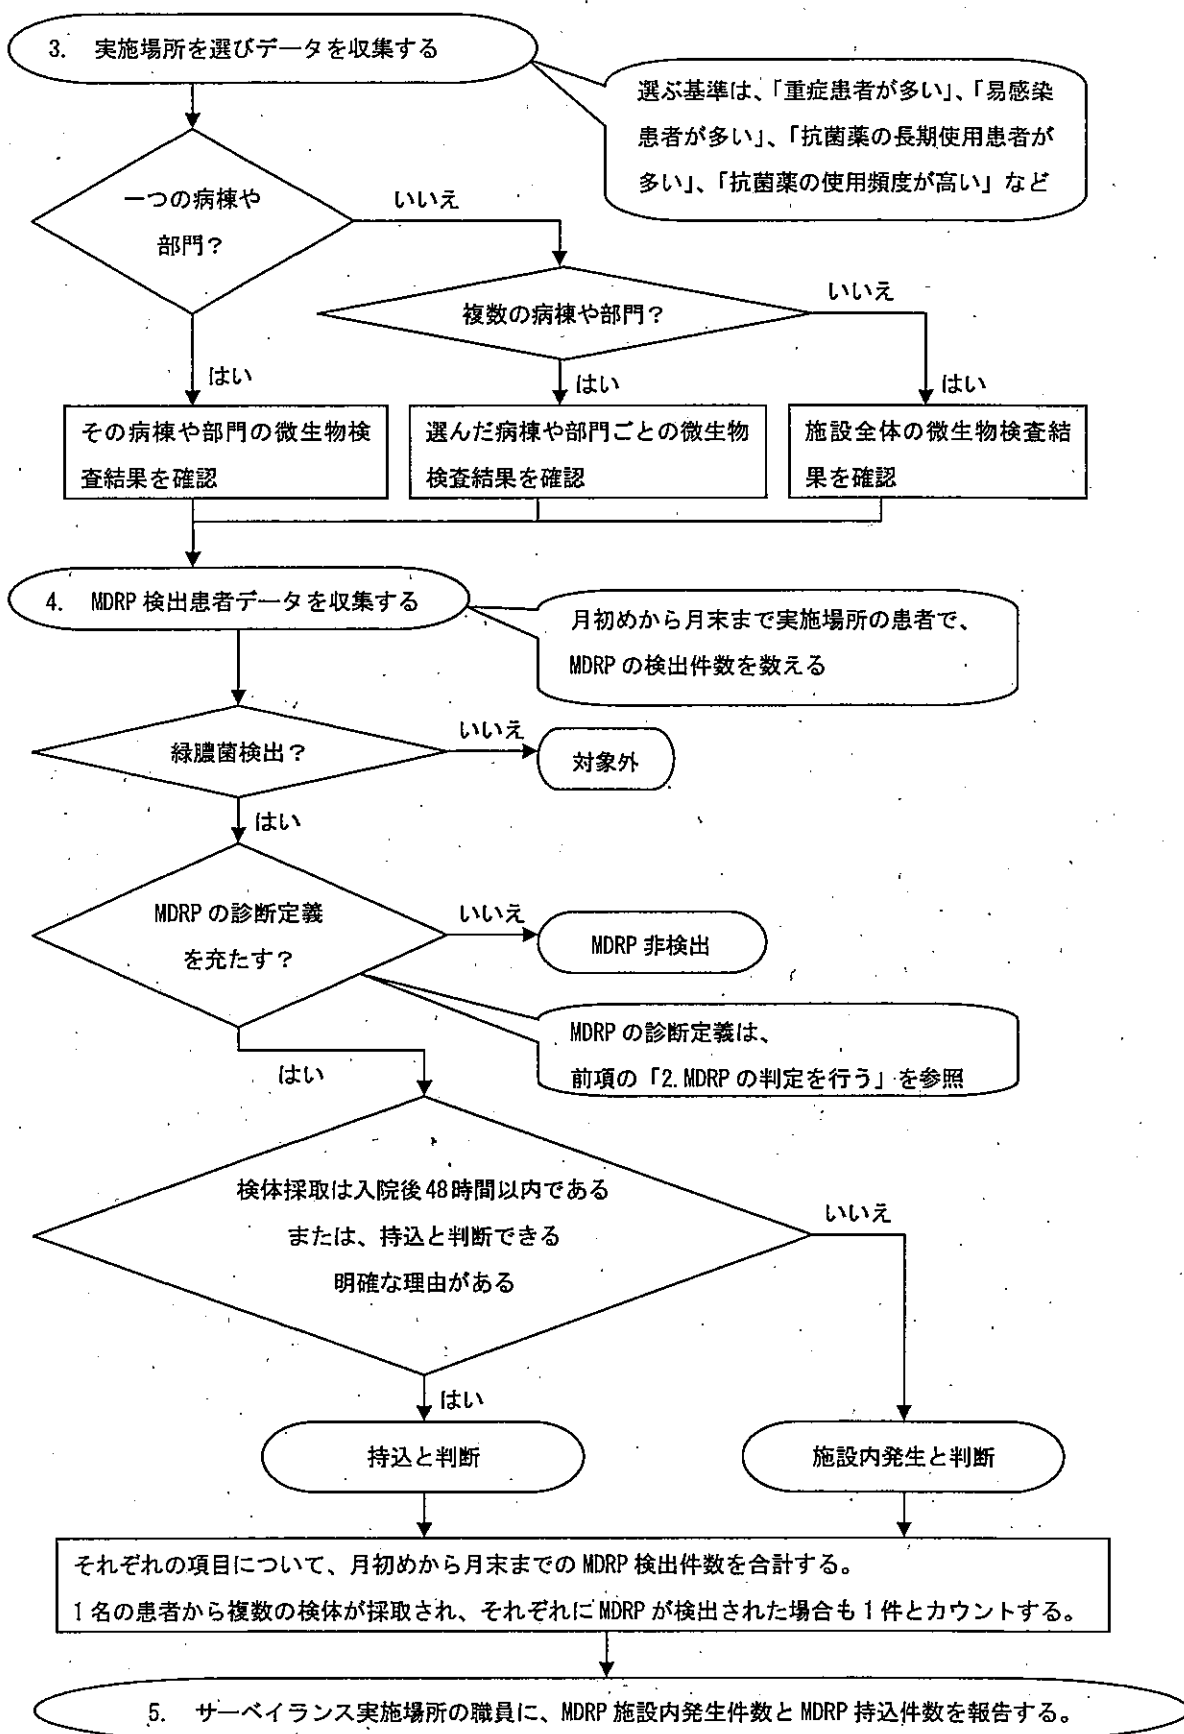 3. 実施場所を選びデータを収集する
選ぶ基準は、「重症患者が多い」、「易感染
患者が多い」、「抗菌薬の長期使用患者が
多い」、「抗菌薬の使用頻度が高い」など
一つの病棟や
部門?
いいえ
複数の病棟や部門?
いいえ
はい
はい
はい
その病棟や部門の微生物検
査結果を確認
選んだ病棟や部門ごとの微生物
検査結果を確認
施設全体の微生物検査結
果を確認
4. MDRP 検出患者データを収集する
月初めから月末まで実施場所の患者で、
MDRP の検出件数を数える
緑膿菌検出?
いいえ
対象外
はい
MDRP の診断定義
を充たす?
いいえ
MDRP 非検出
MDRP の診断定義は、
前項の「2. MDRP の判定を行う」を参照
はい
検体採取は入院後48時間以内である
または、持込と判断できる
明確な理由がある
いいえ
はい
持込と判断
施設内発生と判断
それぞれの項目について、月初めから月末までの MDRP 検出件数を合計する。
1名の患者から複数の検体が採取され、それぞれに MDRP が検出された場合も1件とカウントする。
5. サーベイランス実施場所の職員に、MDRP 施設内発生件数と MDRP 持込件数を報告する。